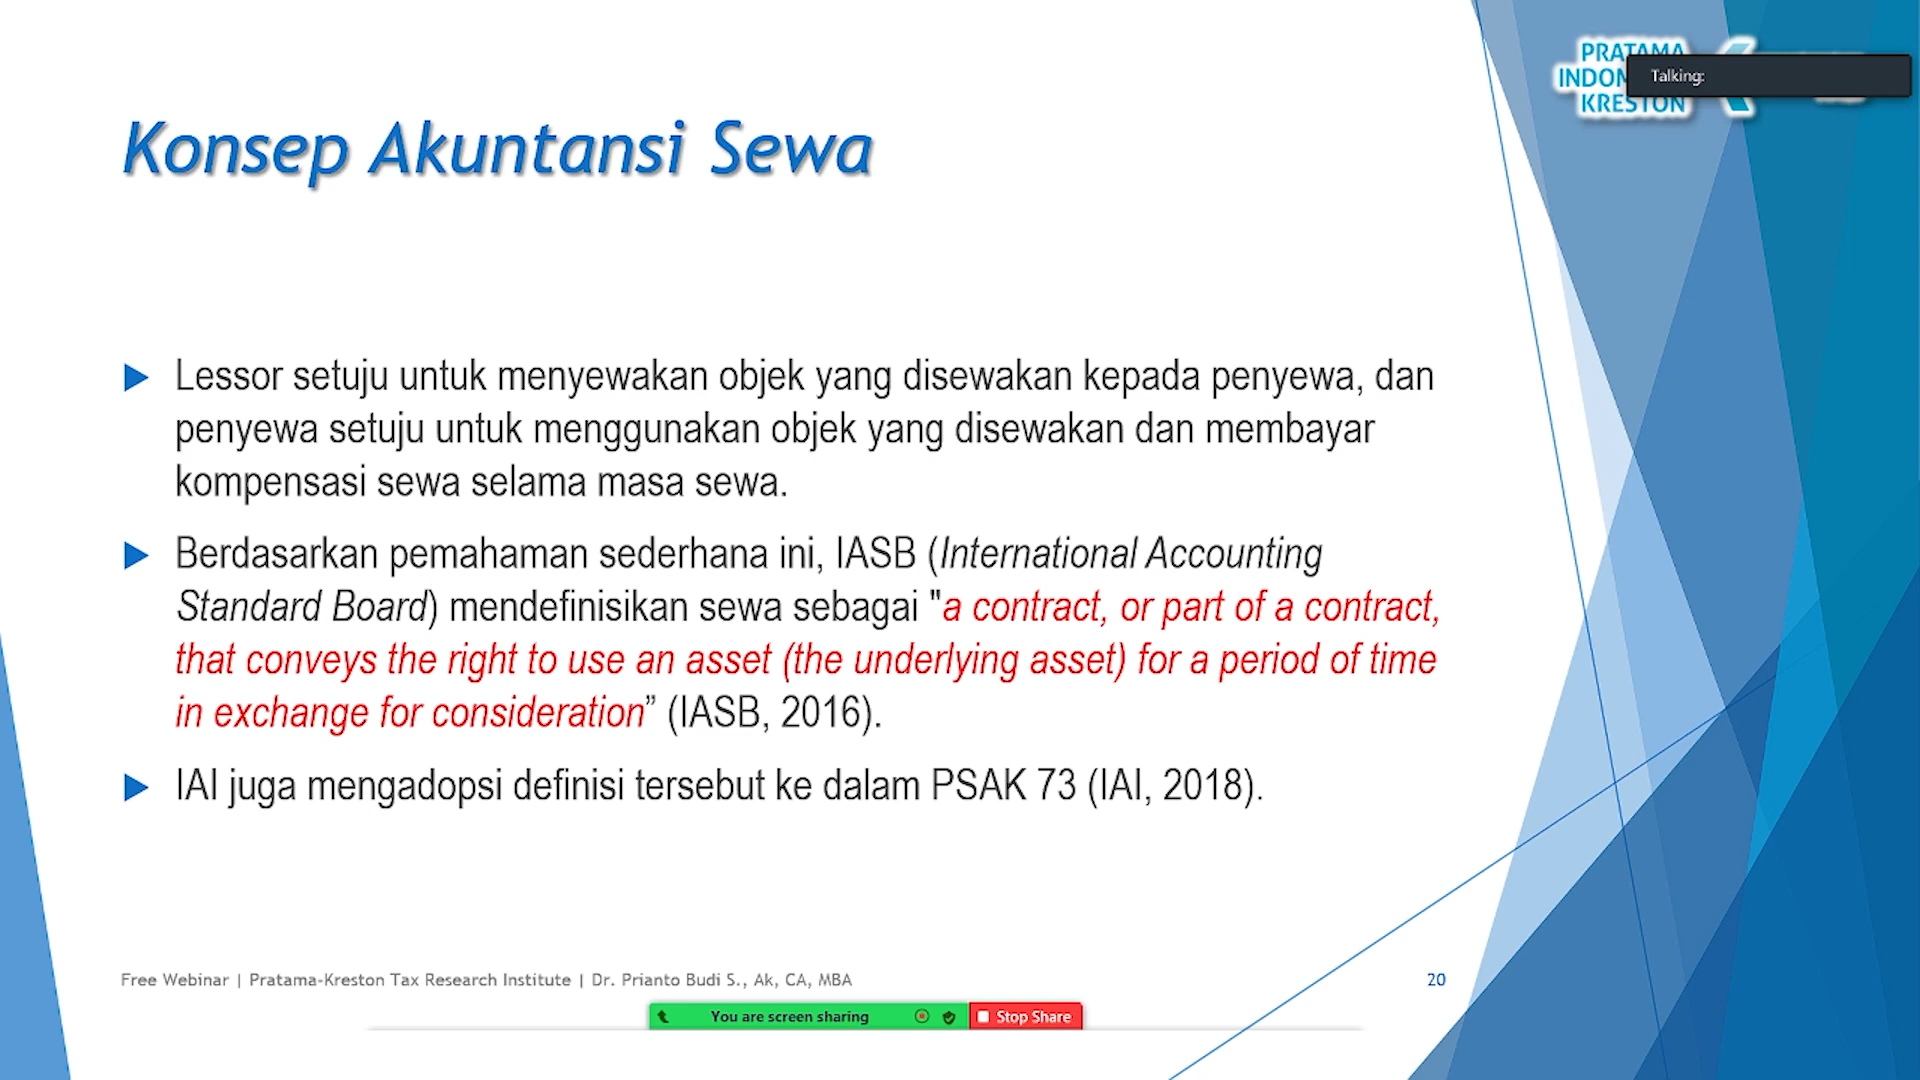 PRATAMA
KRESTON
Talking:
Konsep Akuntansi Sewa
Lessor setuju untuk menyewakan objek yang disewakan kepada penyewa, dan
penyewa setuju untuk menggunakan objek yang disewakan dan membayar
kompensasi sewa selama masa sewa.
Berdasarkan pemahaman sederhana ini, IASB (International Accounting
Standard Board) mendefinisikan sewa sebagai "a contract, or part of a contract,
that conveys the right to use an asset (the underlying asset) for a period of time
in exchange for consideration” (IASB, 2016).
IAI juga mengadopsi definisi tersebut ke dalam PSAK 73 (IAI, 2018).
Free Webinar | Pratama-Kreston Tax Research Institute | Dr. Prianto Budi S., Ak, CA, MBA
20
You are screen sharing
Stop Share